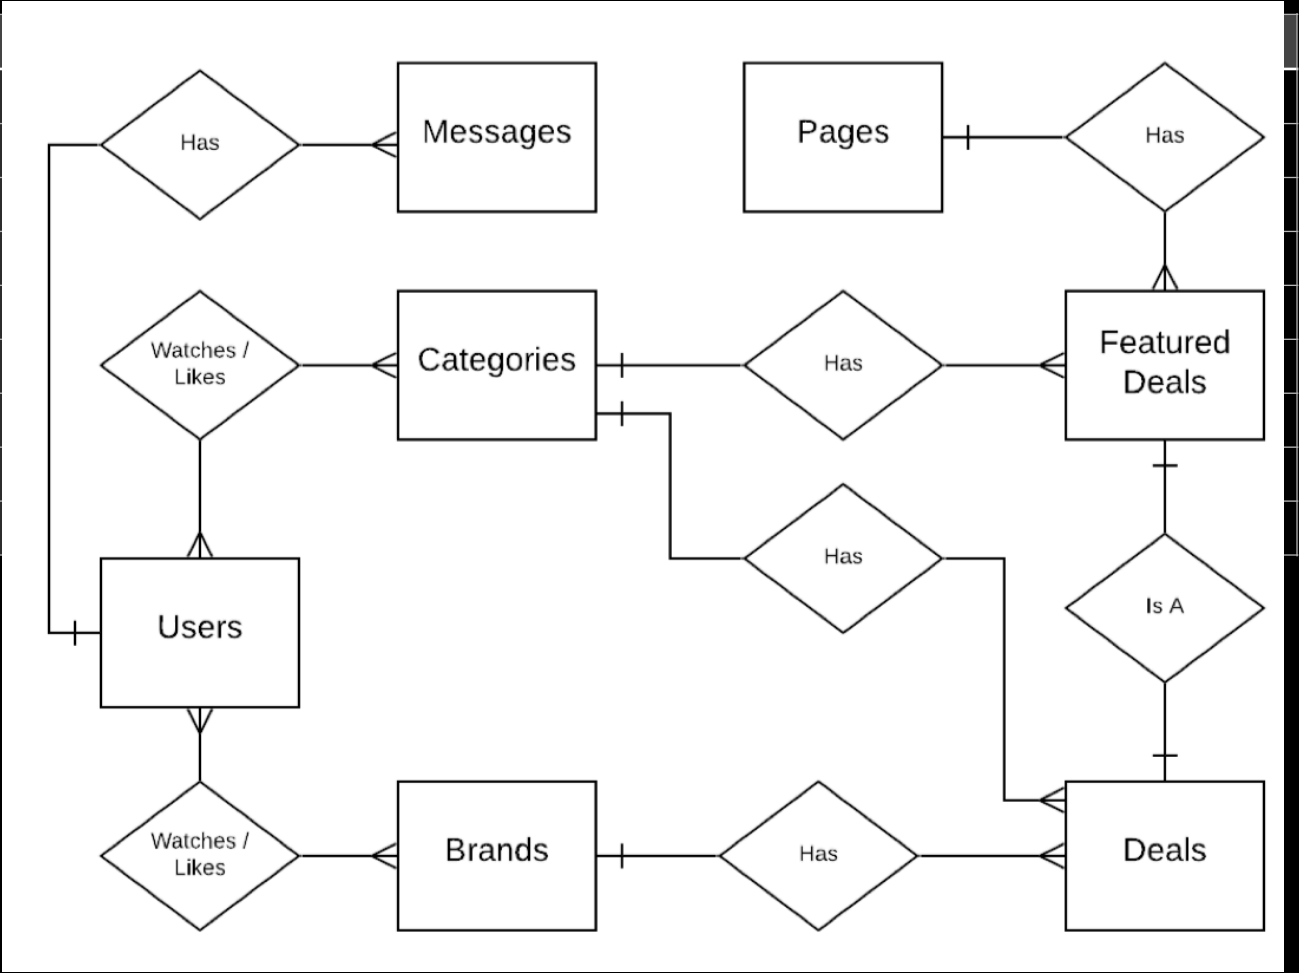 Has
Messages
Pages
Has
Watches /
Likes
Categories
Has
Featured
Deals
Has
Users
Is A
Watches /
Likes
Brands
Has
Deals